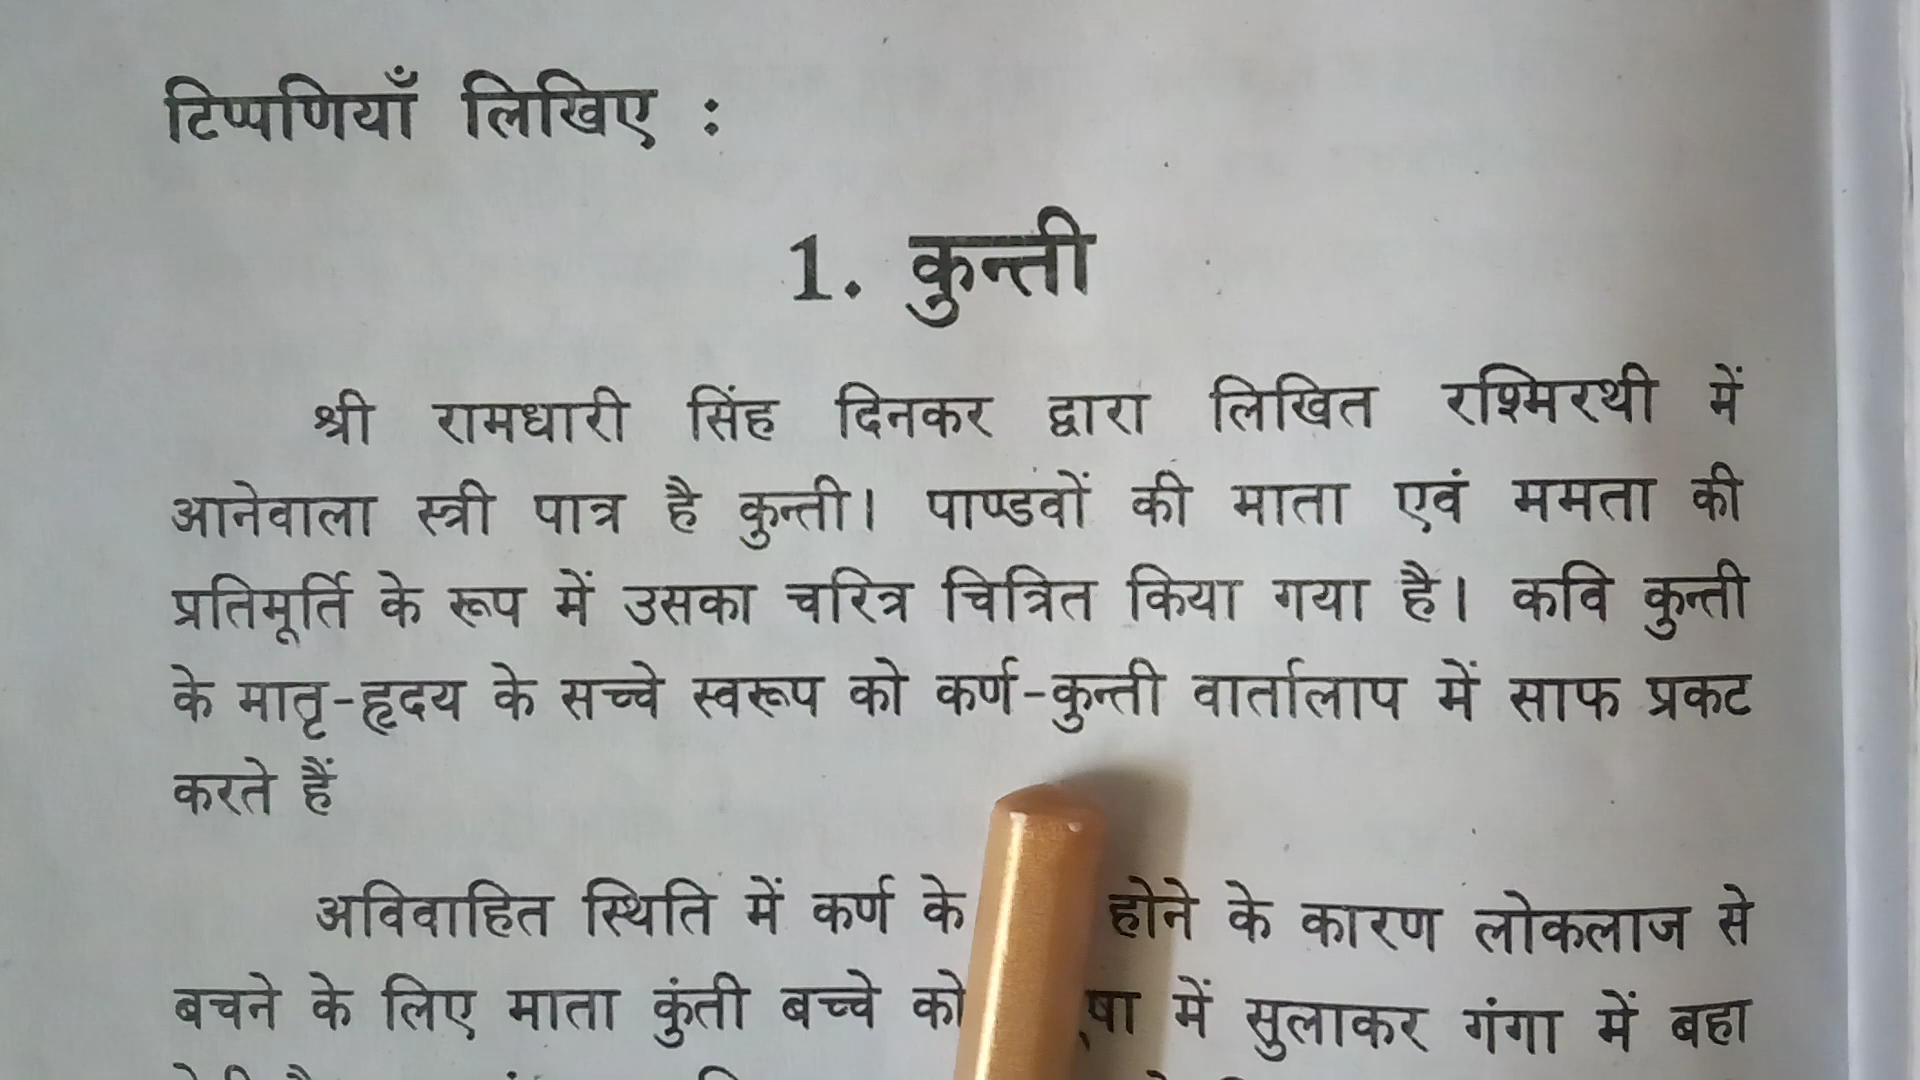 टिप्पणियाँ लिखिए :
1. कुन्ती
श्री रामधारी सिंह दिनकर द्वारा लिखित रश्मिरथी में
आनेवाला स्त्री पात्र है कुन्ती। पाण्डवों की माता एवं ममता की
प्रतिमूर्ति के रूप में उसका चरित्र चित्रित किया गया है। कवि कुन्ती
के मातृ-हृदय के सच्चे स्वरूप को कर्ण-कुन्ती वार्तालाप में साफ प्रकट
करते हैं
अविवाहित स्थिति में कर्ण के होने के कारण लोकलाज से
बचने के लिए माता कुंती बच्चे को में सुलाकर गंगा में बहा